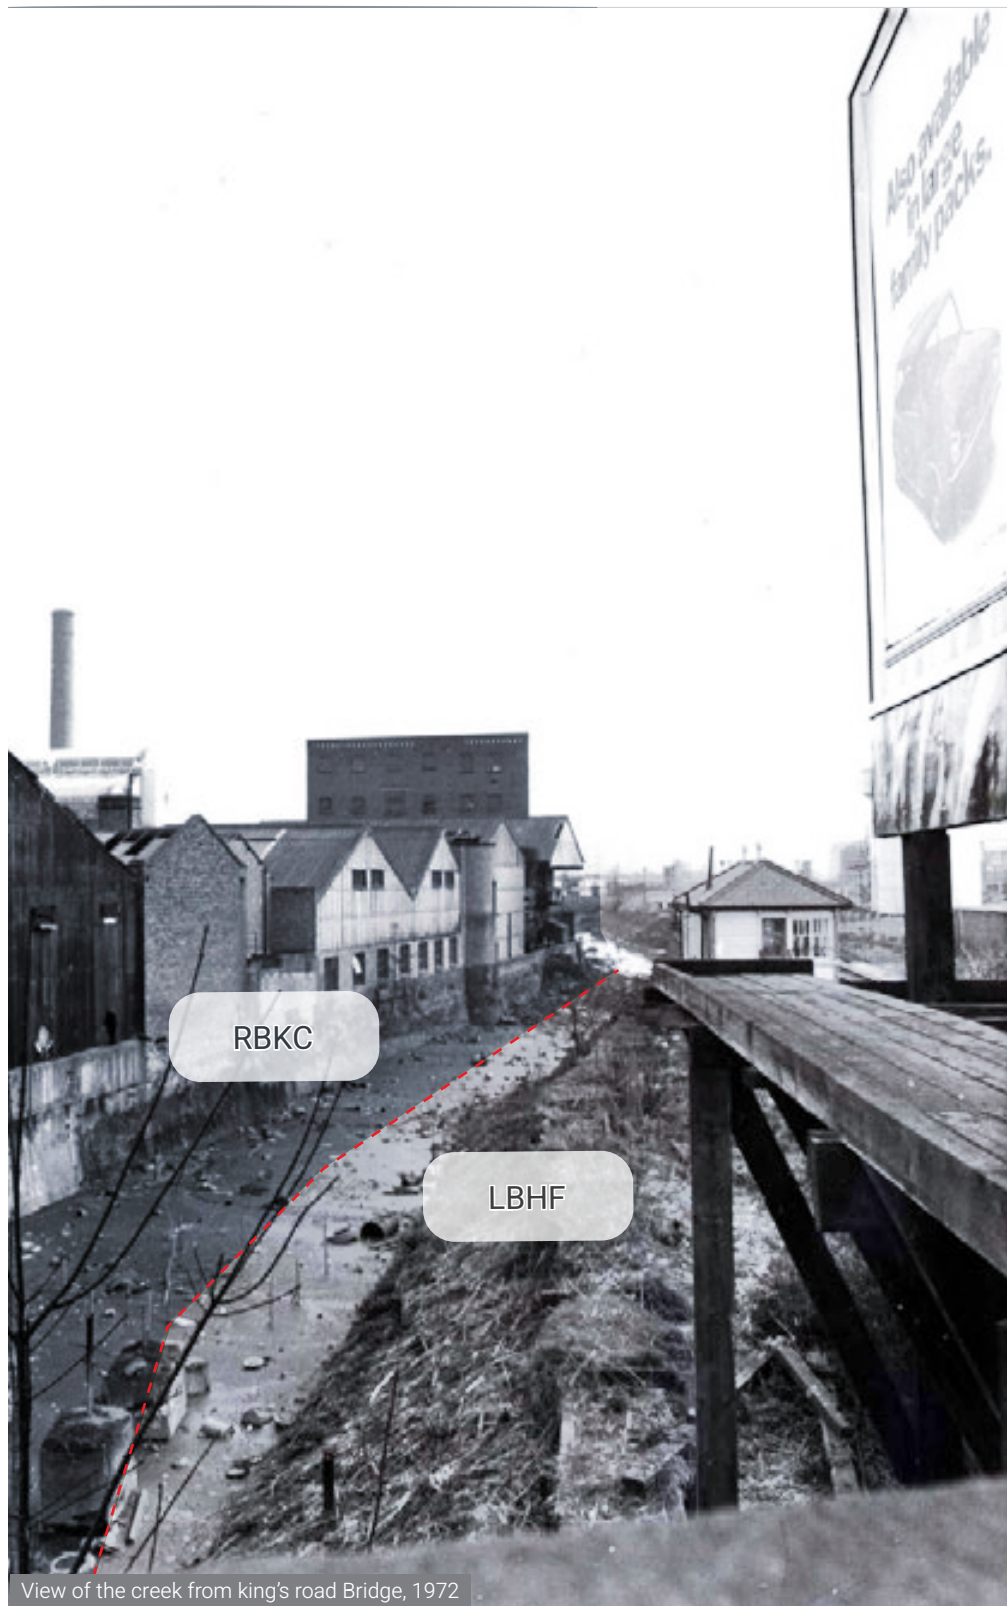 Also available
in large
family packs.
RBKC
LBHF
View of the creek from king's road Bridge, 1972